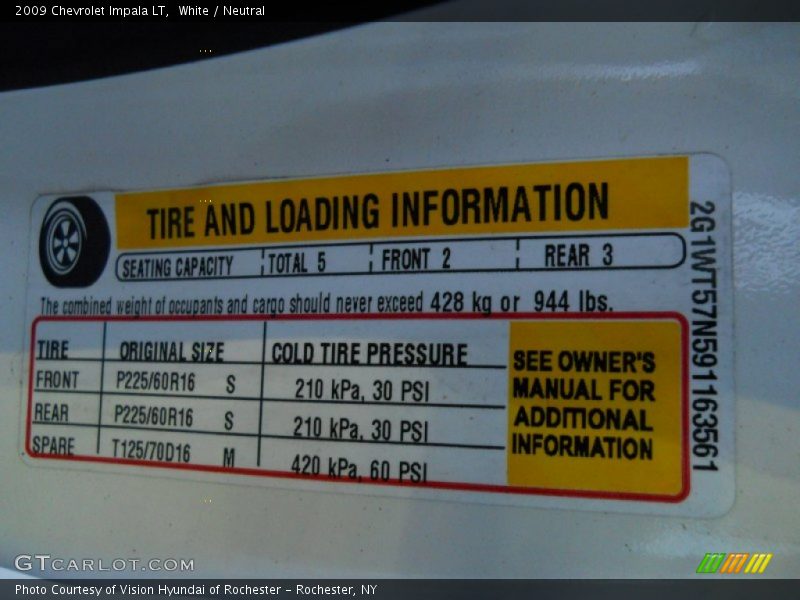 2009 Chevrolet Impala LT, White / Neutral
TIRE AND LOADING INFORMATION
SEATING CAPACITY TOTAL 5 FRONT 2 REAR 3
The combined weight of occupants and cargo should never exceed 428 kg or 944 lbs.
TIRE ORIGINAL SIZE COLD TIRE PRESSURE
FRONT P225/60R16 S 210 kPa, 30 PSI
REAR P225/60R16 S 210 kPa, 30 PSI
SPARE T125/70D16 M 420 kPa, 60 PSI
SEE OWNER'S
MANUAL FOR
ADDITIONAL
INFORMATION
2G1WT57N591163561
GTCARLOT.COM
Photo Courtesy of Vision Hyundai of Rochester - Rochester, NY